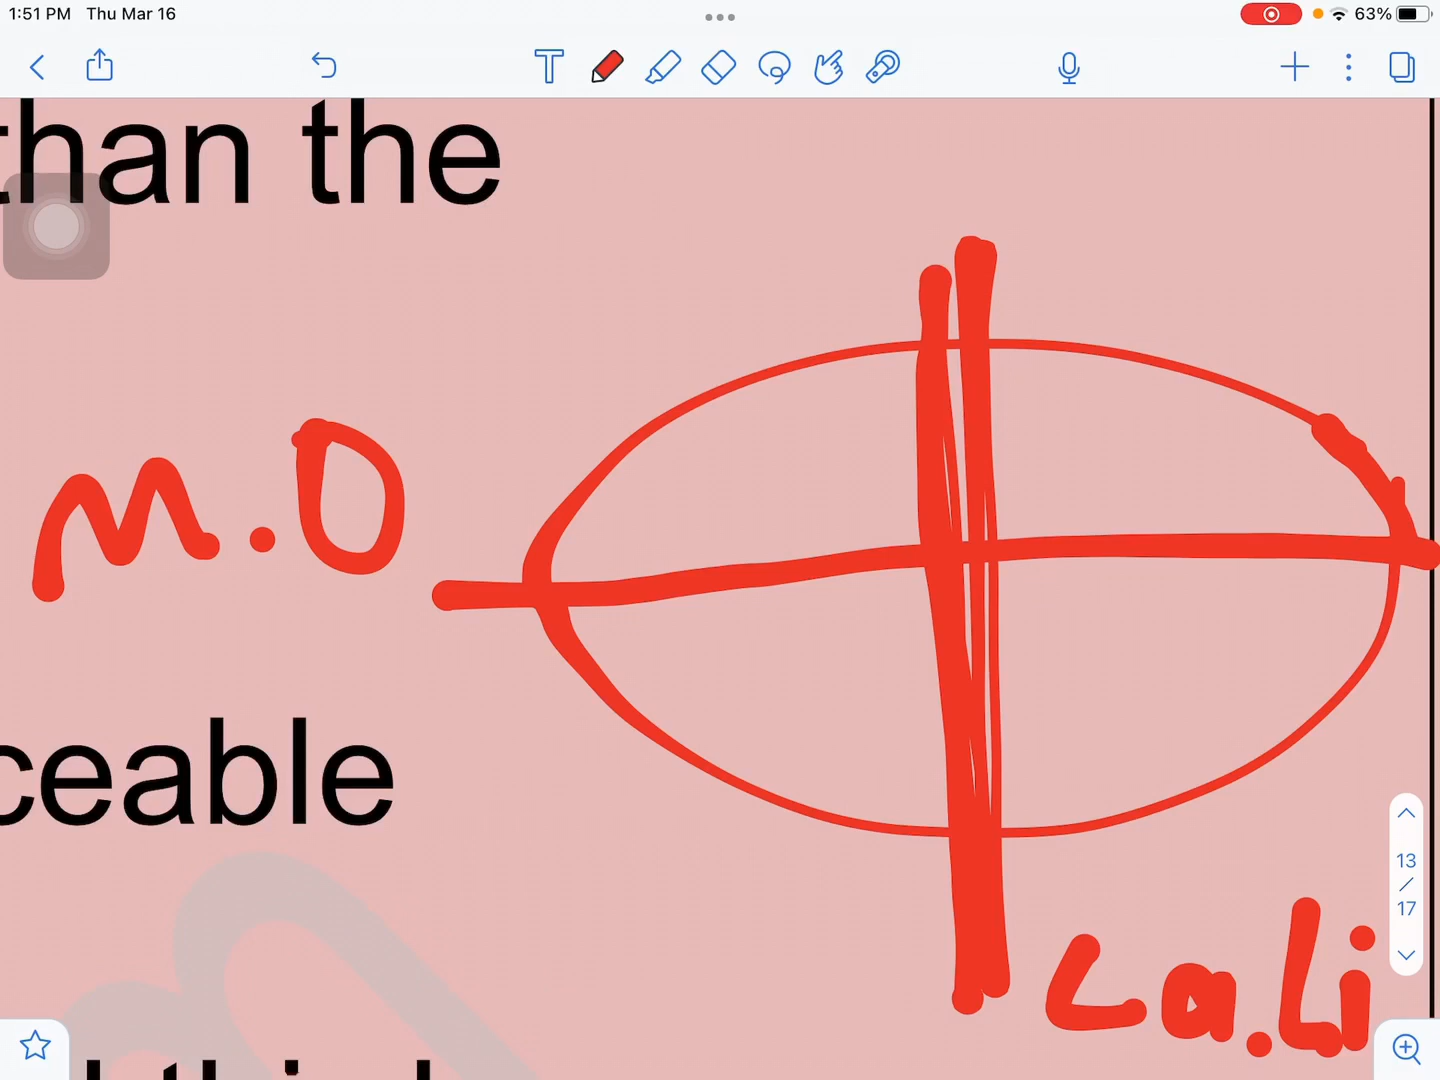 1:51 PM Thu Mar 16
63%
than the
M.O
ceable
13
/
17
Ca.Li